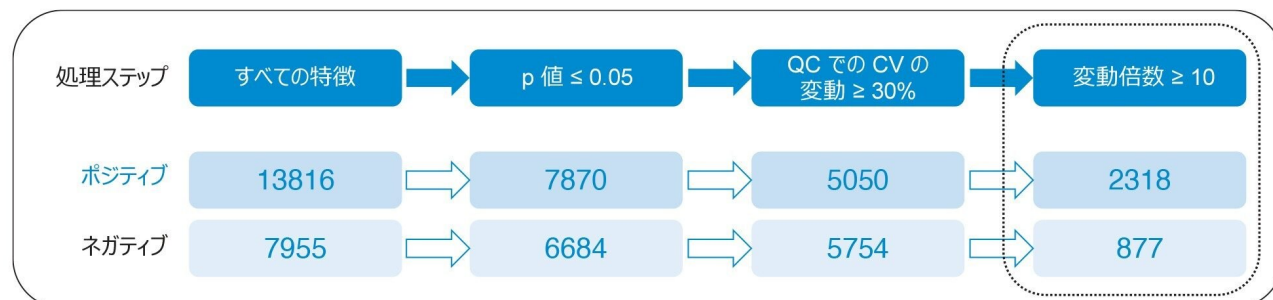 処理ステップ
すべての特徴
p 値 ≤ 0.05
QC での CV の
変動 ≥ 30%
変動倍数 ≥ 10
ポジティブ
13816
7870
5050
2318
ネガティブ
7955
6684
5754
877